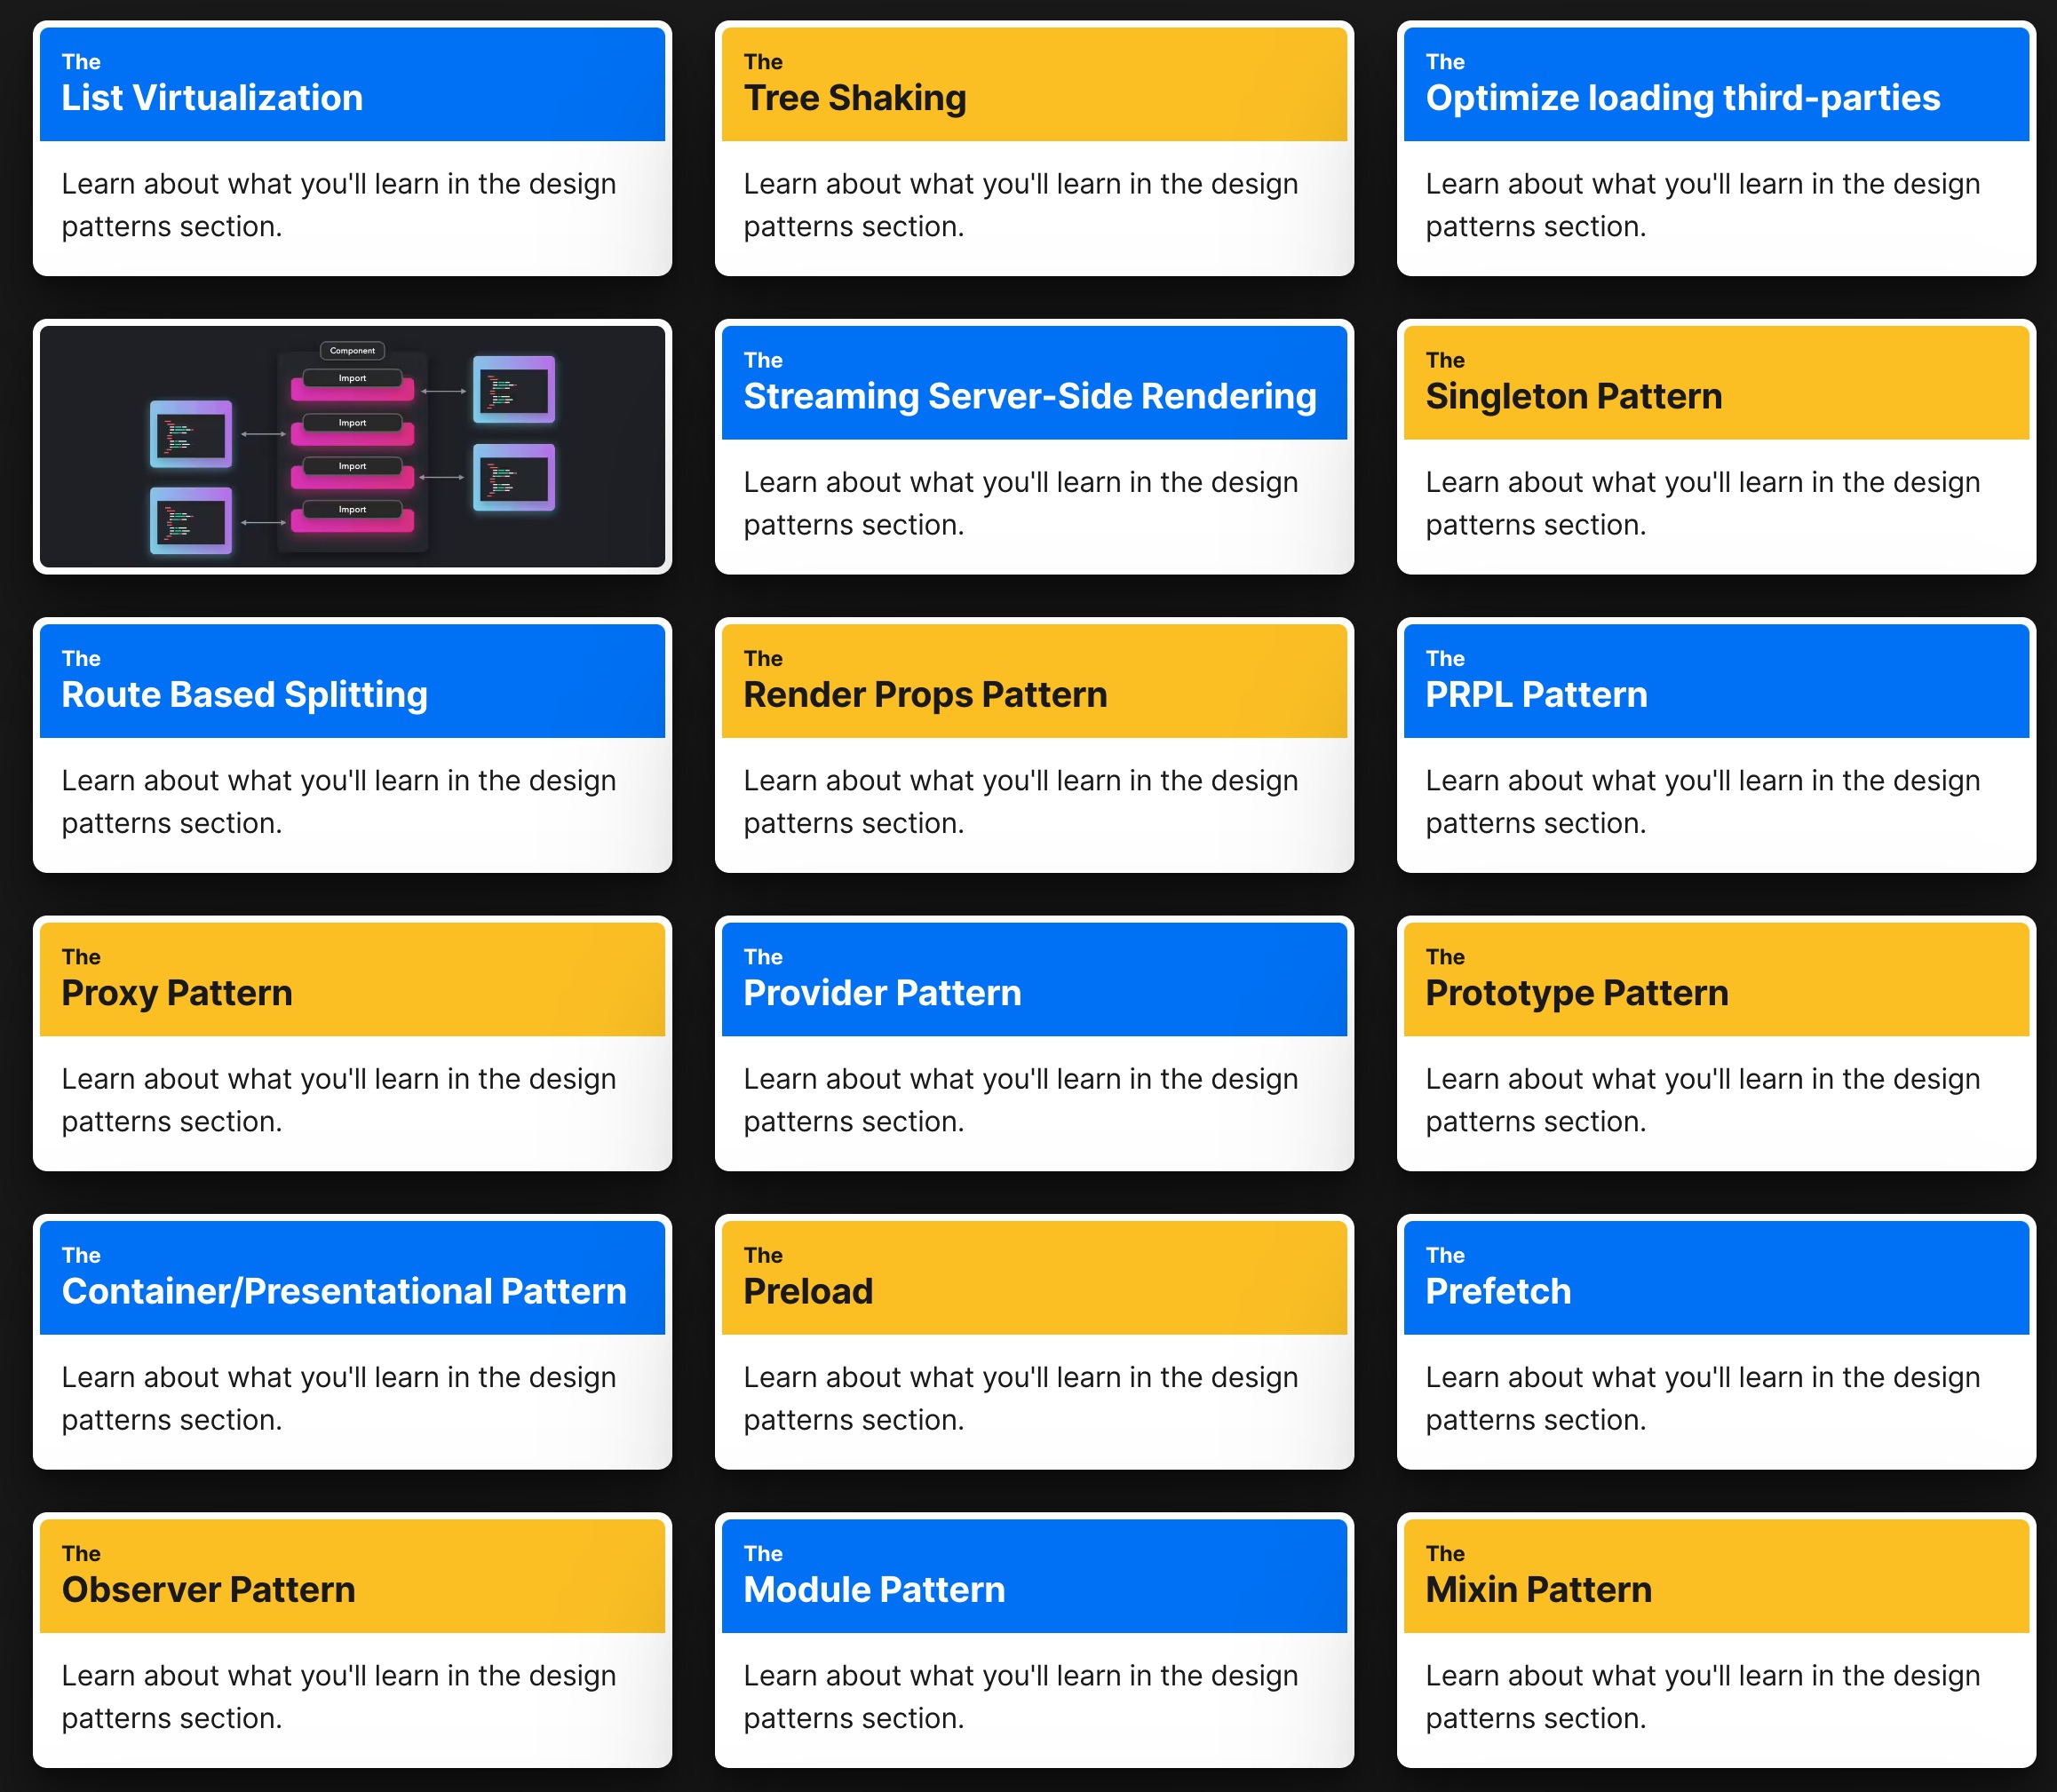 The
List Virtualization
Learn about what you'll learn in the design
patterns section.
The
Tree Shaking
Learn about what you'll learn in the design
patterns section.
The
Optimize loading third-parties
Learn about what you'll learn in the design
patterns section.
Component
Import
Import
Import
Import
The
Streaming Server-Side Rendering
Learn about what you'll learn in the design
patterns section.
The
Singleton Pattern
Learn about what you'll learn in the design
patterns section.
The
Route Based Splitting
Learn about what you'll learn in the design
patterns section.
The
Render Props Pattern
Learn about what you'll learn in the design
patterns section.
The
PRPL Pattern
Learn about what you'll learn in the design
patterns section.
The
Proxy Pattern
Learn about what you'll learn in the design
patterns section.
The
Provider Pattern
Learn about what you'll learn in the design
patterns section.
The
Prototype Pattern
Learn about what you'll learn in the design
patterns section.
The
Container/Presentational Pattern
Learn about what you'll learn in the design
patterns section.
The
Preload
Learn about what you'll learn in the design
patterns section.
The
Prefetch
Learn about what you'll learn in the design
patterns section.
The
Observer Pattern
Learn about what you'll learn in the design
patterns section.
The
Module Pattern
Learn about what you'll learn in the design
patterns section.
The
Mixin Pattern
Learn about what you'll learn in the design
patterns section.